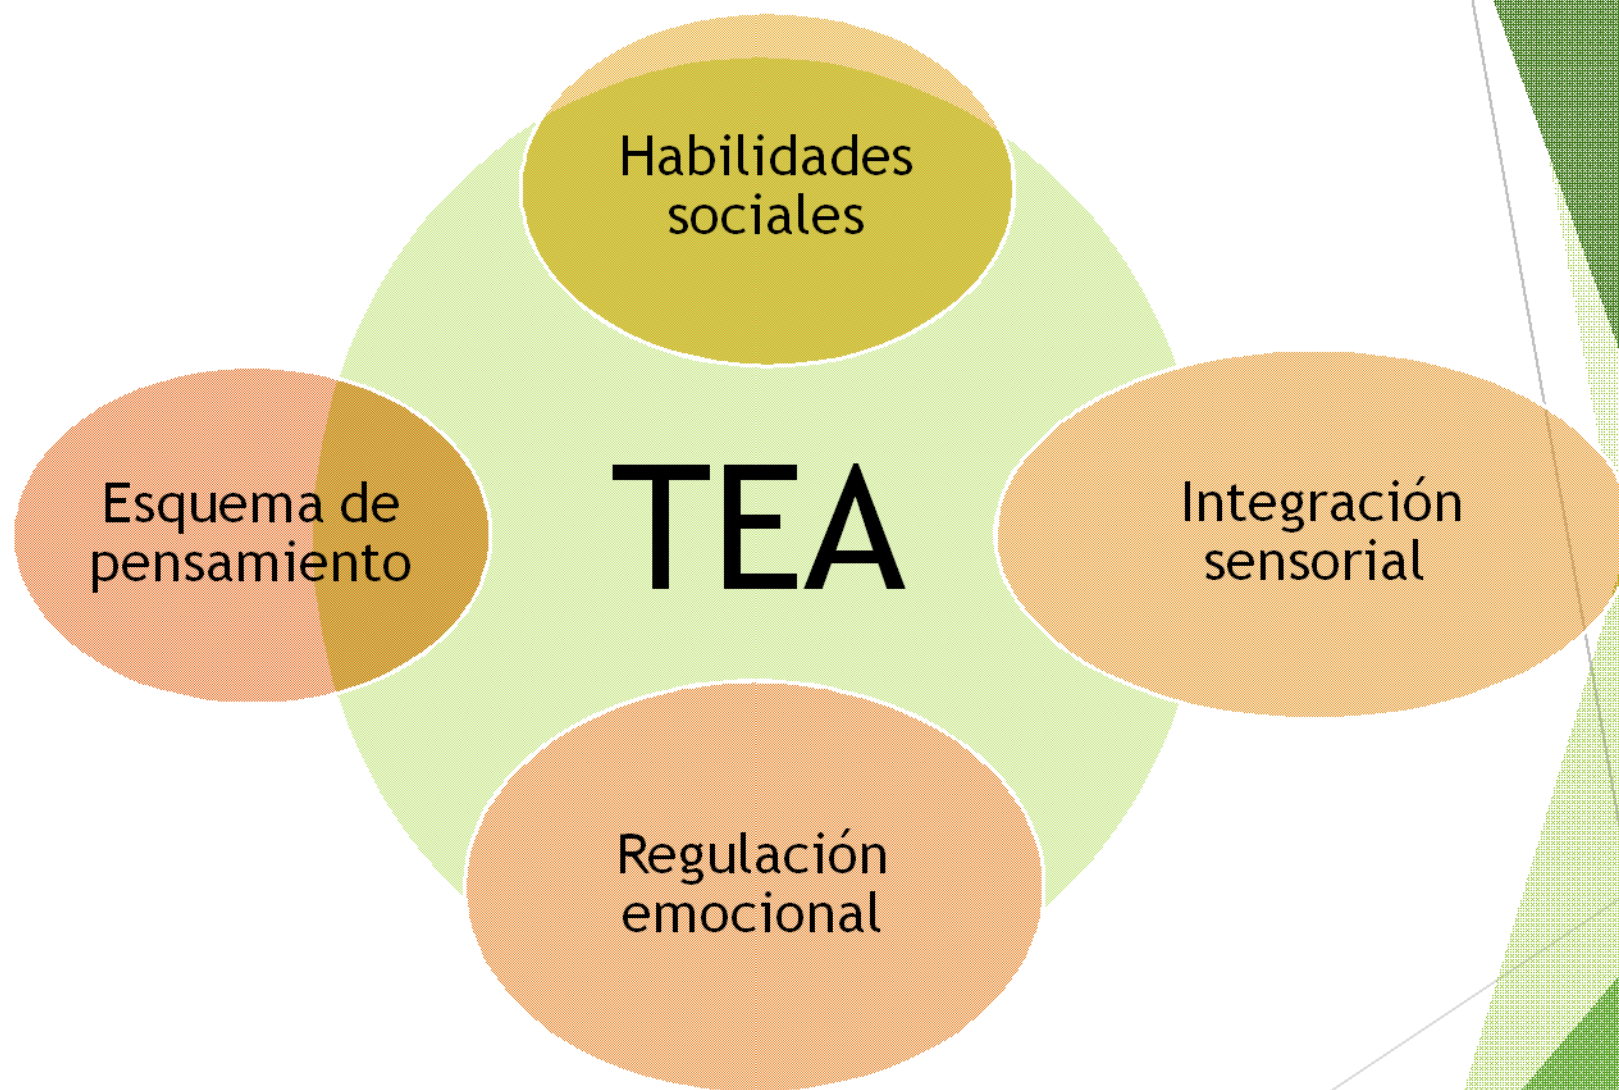 Habilidades
sociales
Esquema de
pensamiento
TEA
Integración
sensorial
Regulación
emocional